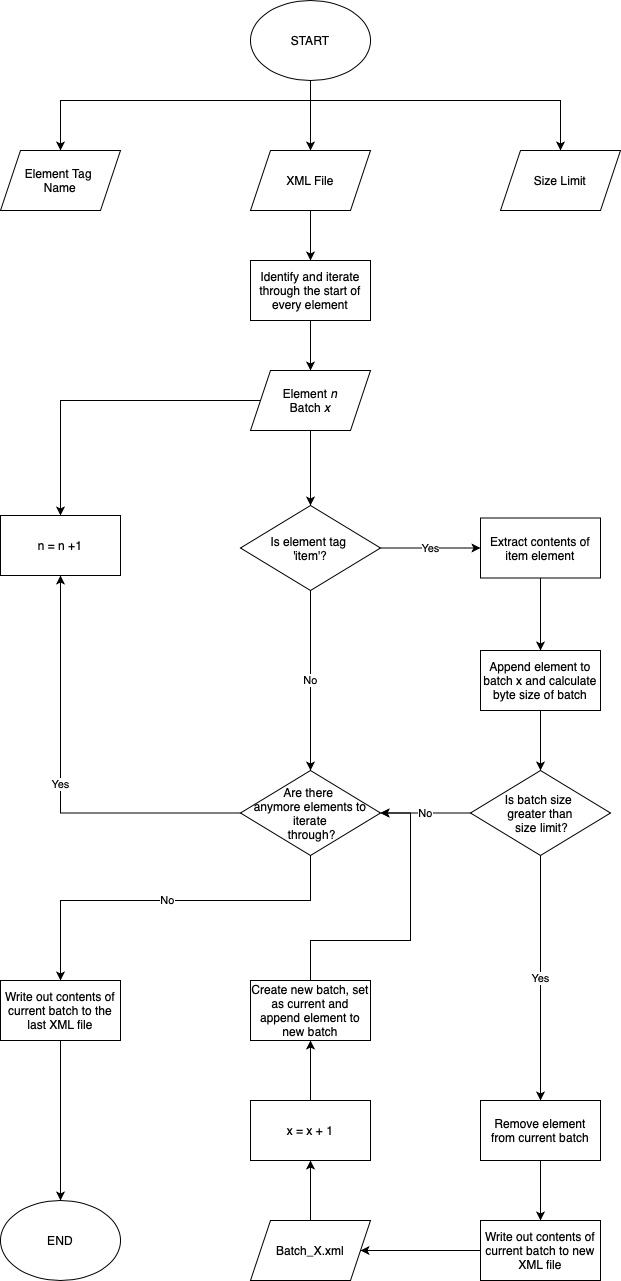 START
Element Tag
Name
XML File
Size Limit
Identify and iterate
through the start of
every element
Element n
Batch x
n = n +1
Is element tag
'item'?
Yes
Extract contents of
item element
No
Append element to
batch x and calculate
byte size of batch
Yes
Are there
anymore elements to
iterate
through?
No
Is batch size
greater than
size limit?
No
Yes
Write out contents of
current batch to the
last XML file
Create new batch, set
as current and
append element to
new batch
x = x + 1
Remove element
from current batch
END
Batch_X.xml
Write out contents of
current batch to new
XML file